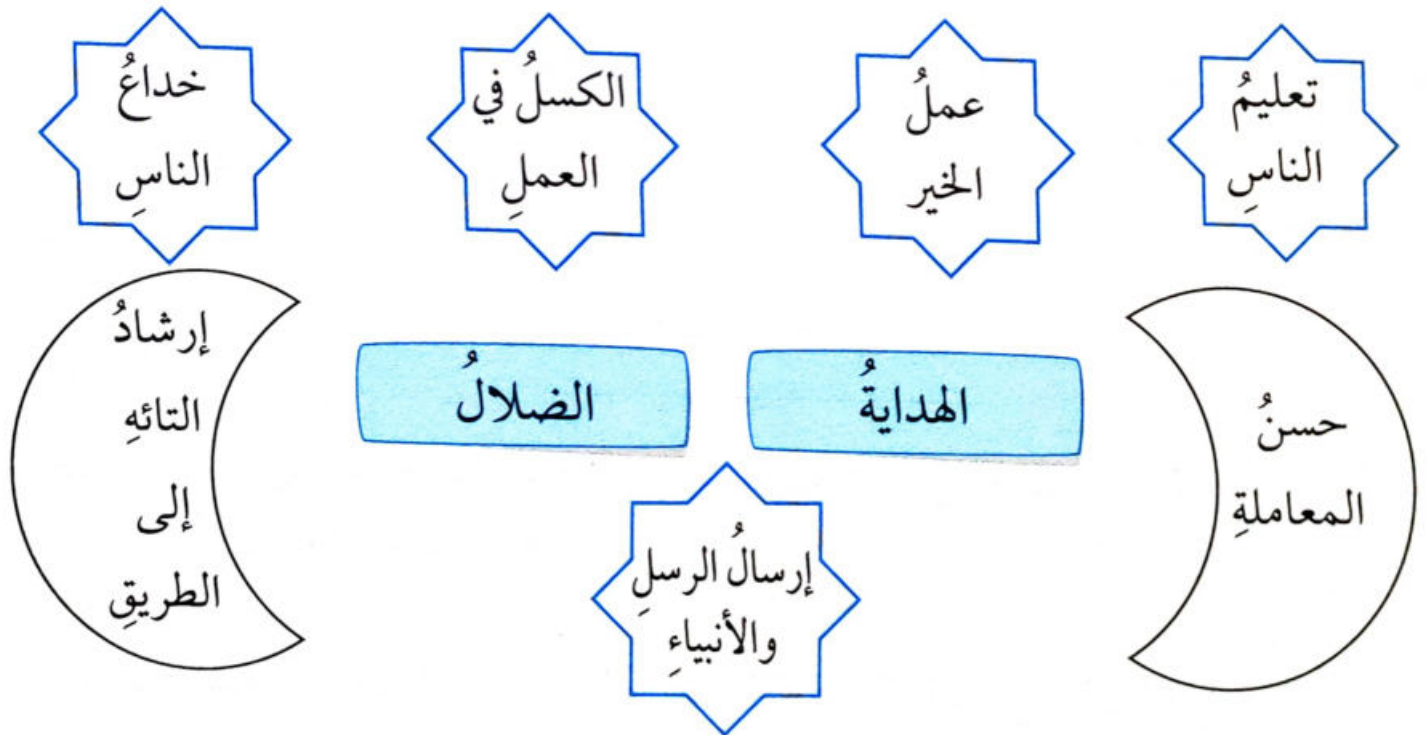 تعليمُ
الناسِ
عملُ
الخير
الكسلُ في
العملِ
خداعُ
الناسِ
حسنُ
المعاملةِ
الهدايةُ
الضلالُ
إرشادُ
التائهِ
إلى
الطريقِ
إرسالُ الرسلِ
والأنبياءِ